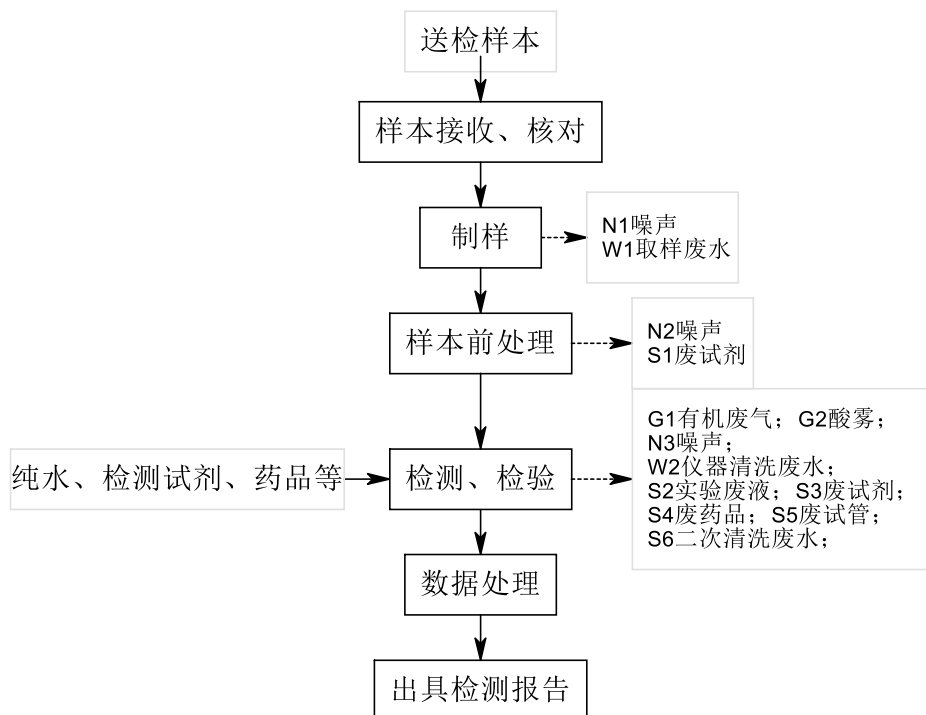 送检样本
样本接收、核对
制样
N1噪声
W1取样废水
样本前处理
N2噪声
S1废试剂
纯水、检测试剂、药品等
检测、检验
G1有机废气；G2酸雾；
N3噪声；
W2仪器清洗废水；
S2实验废液；S3废试剂；
S4废药品；S5废试管；
S6二次清洗废水；
数据处理
出具检测报告